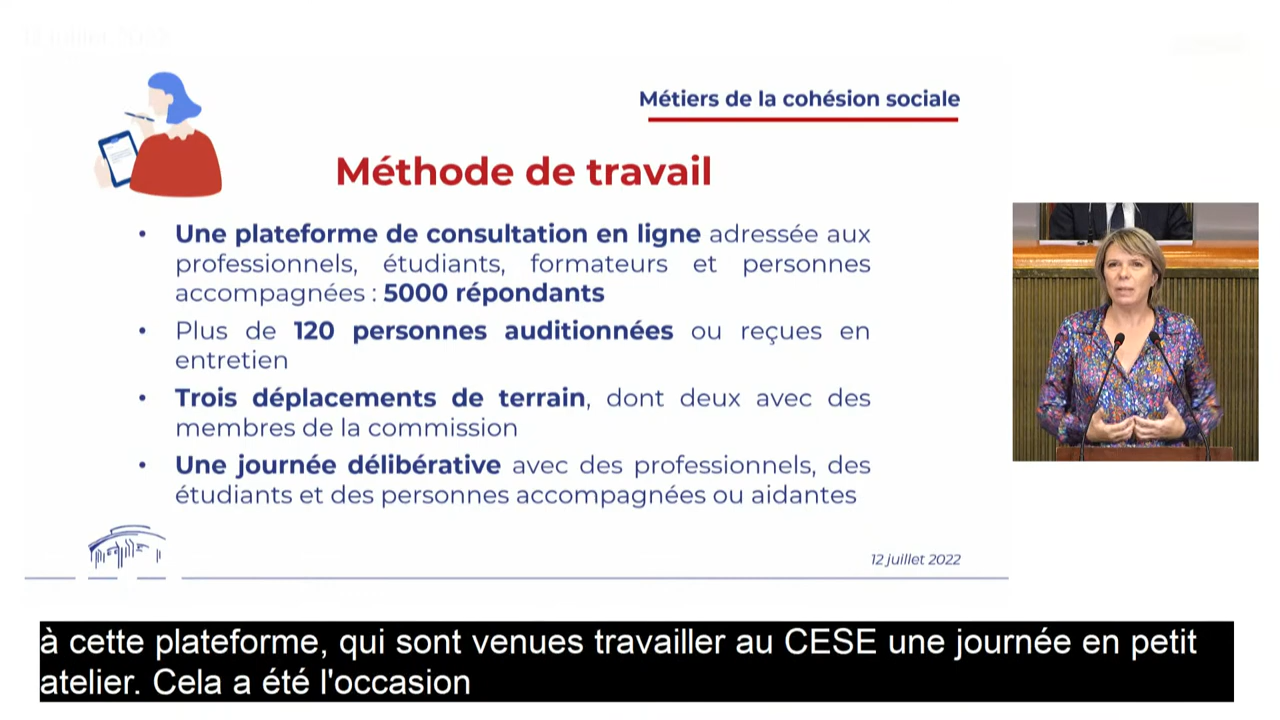 Métiers de la cohésion sociale
Méthode de travail
• Une plateforme de consultation en ligne adressée aux
professionnels, étudiants, formateurs et personnes
accompagnées : 5000 répondants
• Plus de 120 personnes auditionnées ou reçues en
entretien
• Trois déplacements de terrain, dont deux avec des
membres de la commission
• Une journée délibérative avec des professionnels, des
étudiants et des personnes accompagnées ou aidantes
12 juillet 2022
à cette plateforme, qui sont venues travailler au CESE une journée en petit
atelier. Cela a été l'occasion